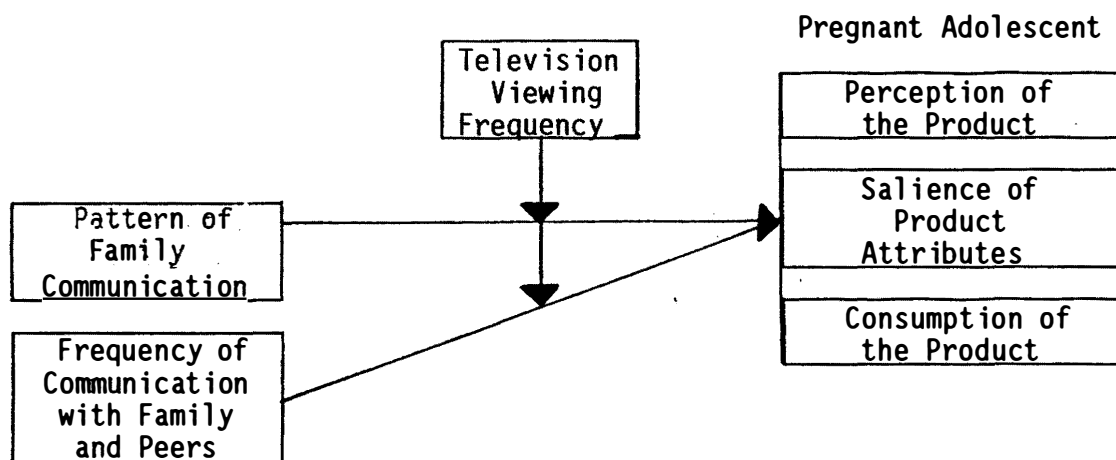 Pregnant Adolescent
Television
Viewing
Frequency
Perception of
the Product
Salience of
Product
Attributes
Consumption of
the Product
Pattern of
Family
Communication
Frequency of
Communication
with Family
and Peers